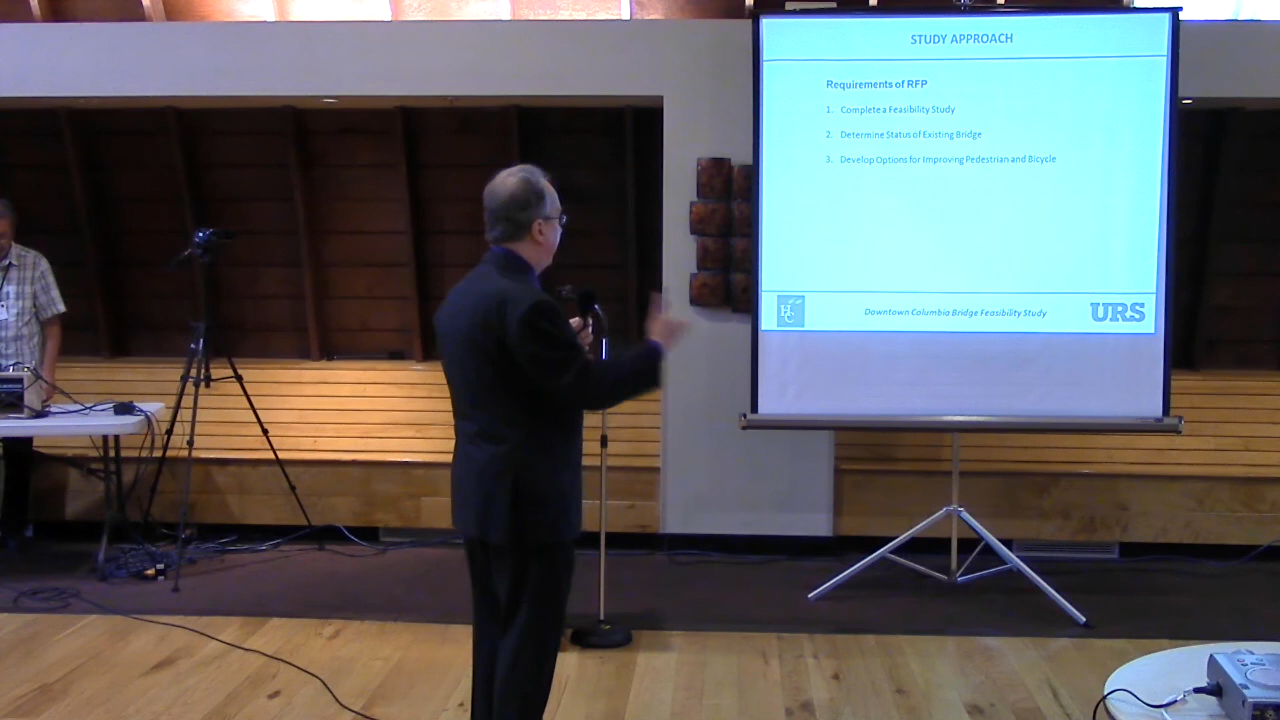 STUDY APPROACH
Requirements of RFP
1. Complete a Feasibility Study
2. Determine Status of Existing Bridge
3. Develop Options for Improving Pedestrian and Bicycle
HC
Downtown Columbia Bridge Feasibility Study
URS